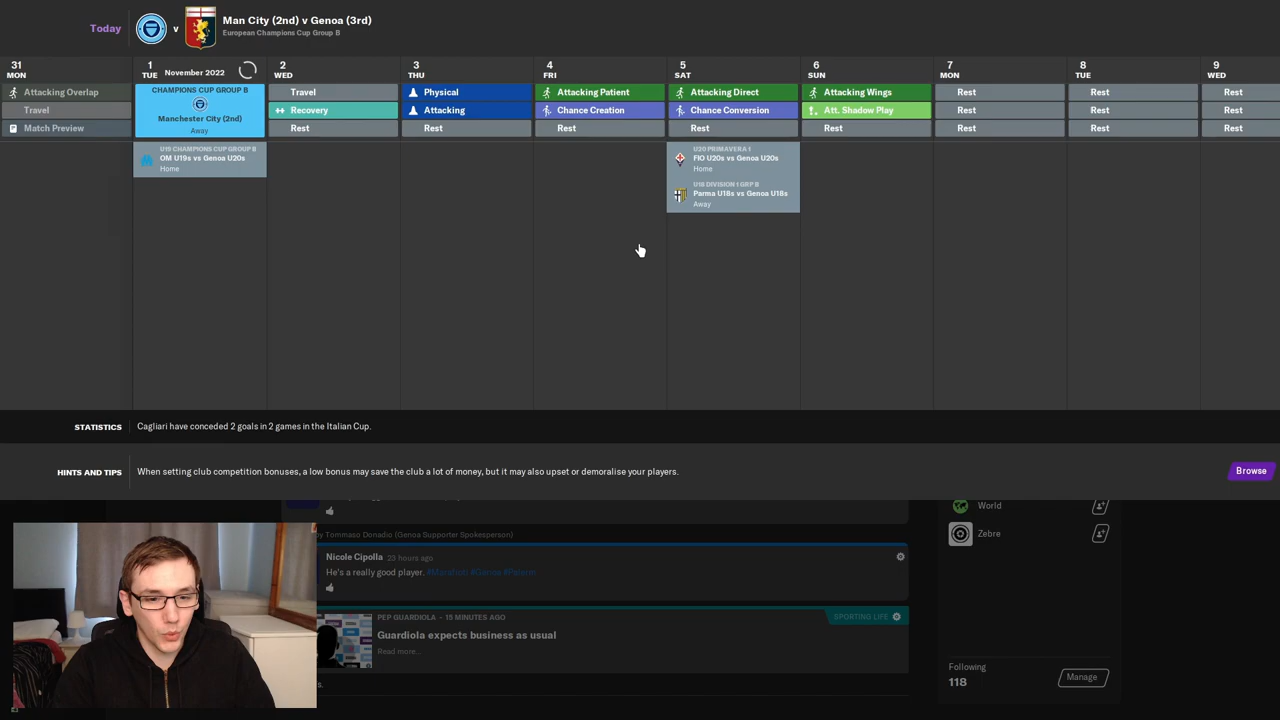 Today
v
Man City (2nd) v Genoa (3rd)
European Champions Cup Group B
31
MON
1
TUE
November 2022
2
WED
3
THU
4
FRI
5
SAT
6
SUN
7
MON
8
TUE
9
WED
Attacking Overlap
Travel
Match Preview
CHAMPIONS CUP GROUP B
Manchester City (2nd)
Away
Travel
Recovery
Rest
Physical
Attacking
Rest
Attacking Patient
Chance Creation
Rest
Attacking Direct
Chance Conversion
Rest
Attacking Wings
Att. Shadow Play
Rest
Rest
Rest
Rest
Rest
Rest
Rest
Rest
Rest
Rest
U19 CHAMPIONS CUP GROUP B
OM U19s vs Genoa U20s
Home
U20 PRIMAVERA 1
FIO U20s vs Genoa U20s
Home
U18 DIVISION 1 GRP B
Parma U18s vs Genoa U18s
Away
STATISTICS
Cagliari have conceded 2 goals in 2 games in the Italian Cup.
HINTS AND TIPS
When setting club competition bonuses, a low bonus may save the club a lot of money, but it may also upset or demoralise your players.
Browse
World
Zebre
by Tommaso Donadio (Genoa Supporter Spokesperson)
Nicole Cipolla 23 hours ago
He's a really good player.
PEP GUARDIOLA - 15 MINUTES AGO
SPORTING LIFE
Guardiola expects business as usual
Read more...
Following
118
Manage